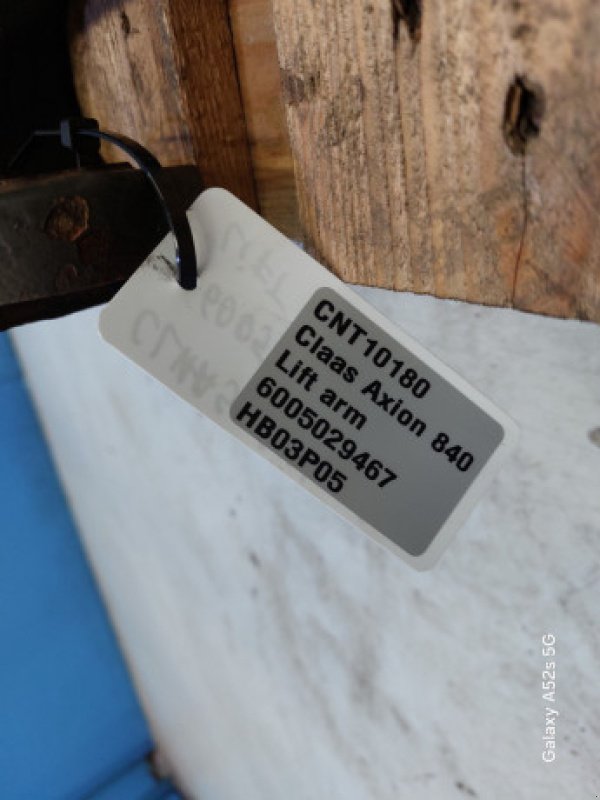 CNT10180
Claas Axion 840
Lift arm
6005029467
HB03P05
Galaxy A52s 5G